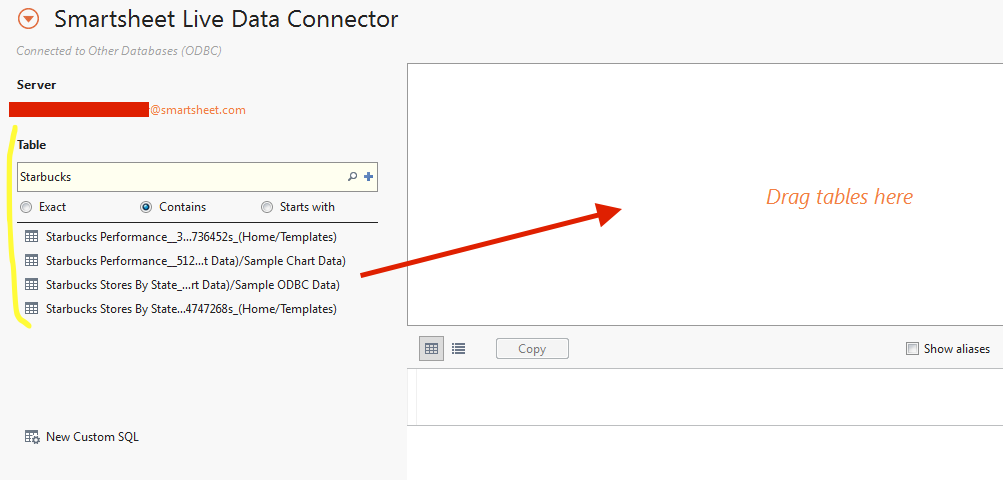 Smartsheet Live Data Connector
Connected to Other Databases (ODBC)
Server
@smartsheet.com
Table
Starbucks
Exact Contains Starts with
Starbucks Performance__3...736452s_(Home/Templates)
Starbucks Performance__512...t Data)/Sample Chart Data)
Starbucks Stores By State_...rt Data)/Sample ODBC Data)
Starbucks Stores By State...4747268s_(Home/Templates)
New Custom SQL
Drag tables here
Copy Show aliases